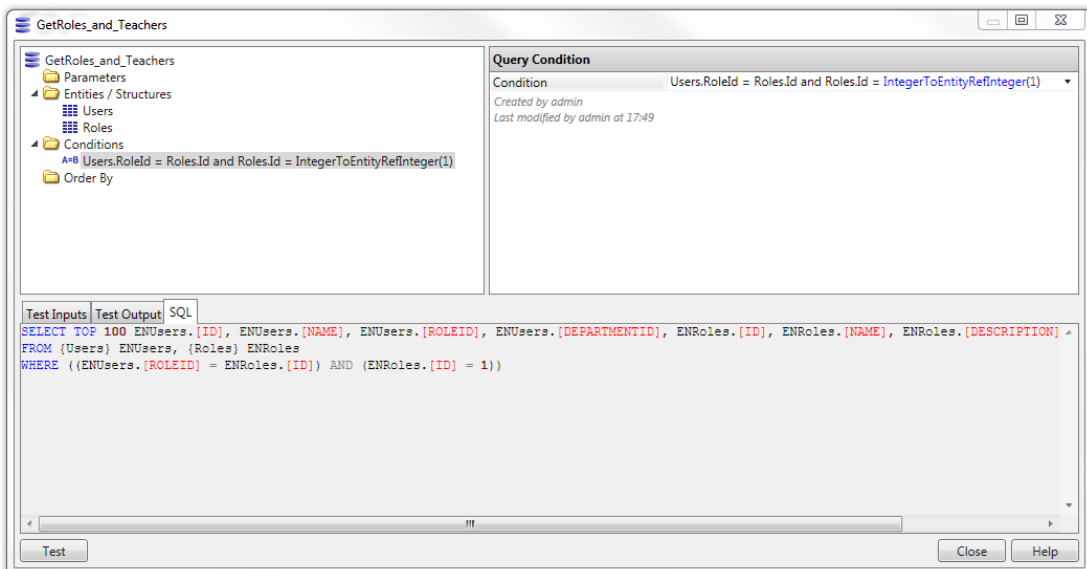 GetRoles_and_Teachers
GetRoles_and_Teachers
Parameters
Entities / Structures
Users
Roles
Conditions
A=B Users.RoleId = Roles.Id and Roles.Id = IntegerToEntityRefInteger(1)
Order By
Query Condition
Condition Users.RoleId = Roles.Id and Roles.Id = IntegerToEntityRefInteger(1)
Created by admin
Last modified by admin at 17:49
Test Inputs Test Output SQL
SELECT TOP 100 ENUsers.[ID], ENUsers.[NAME], ENUsers.[ROLEID], ENUsers.[DEPARTMENTID], ENRoles.[ID], ENRoles.[NAME], ENRoles.[DESCRIPTION]
FROM {Users} ENUsers, {Roles} ENRoles
WHERE ((ENUsers.[ROLEID] = ENRoles.[ID]) AND (ENRoles.[ID] = 1))
Test Close Help